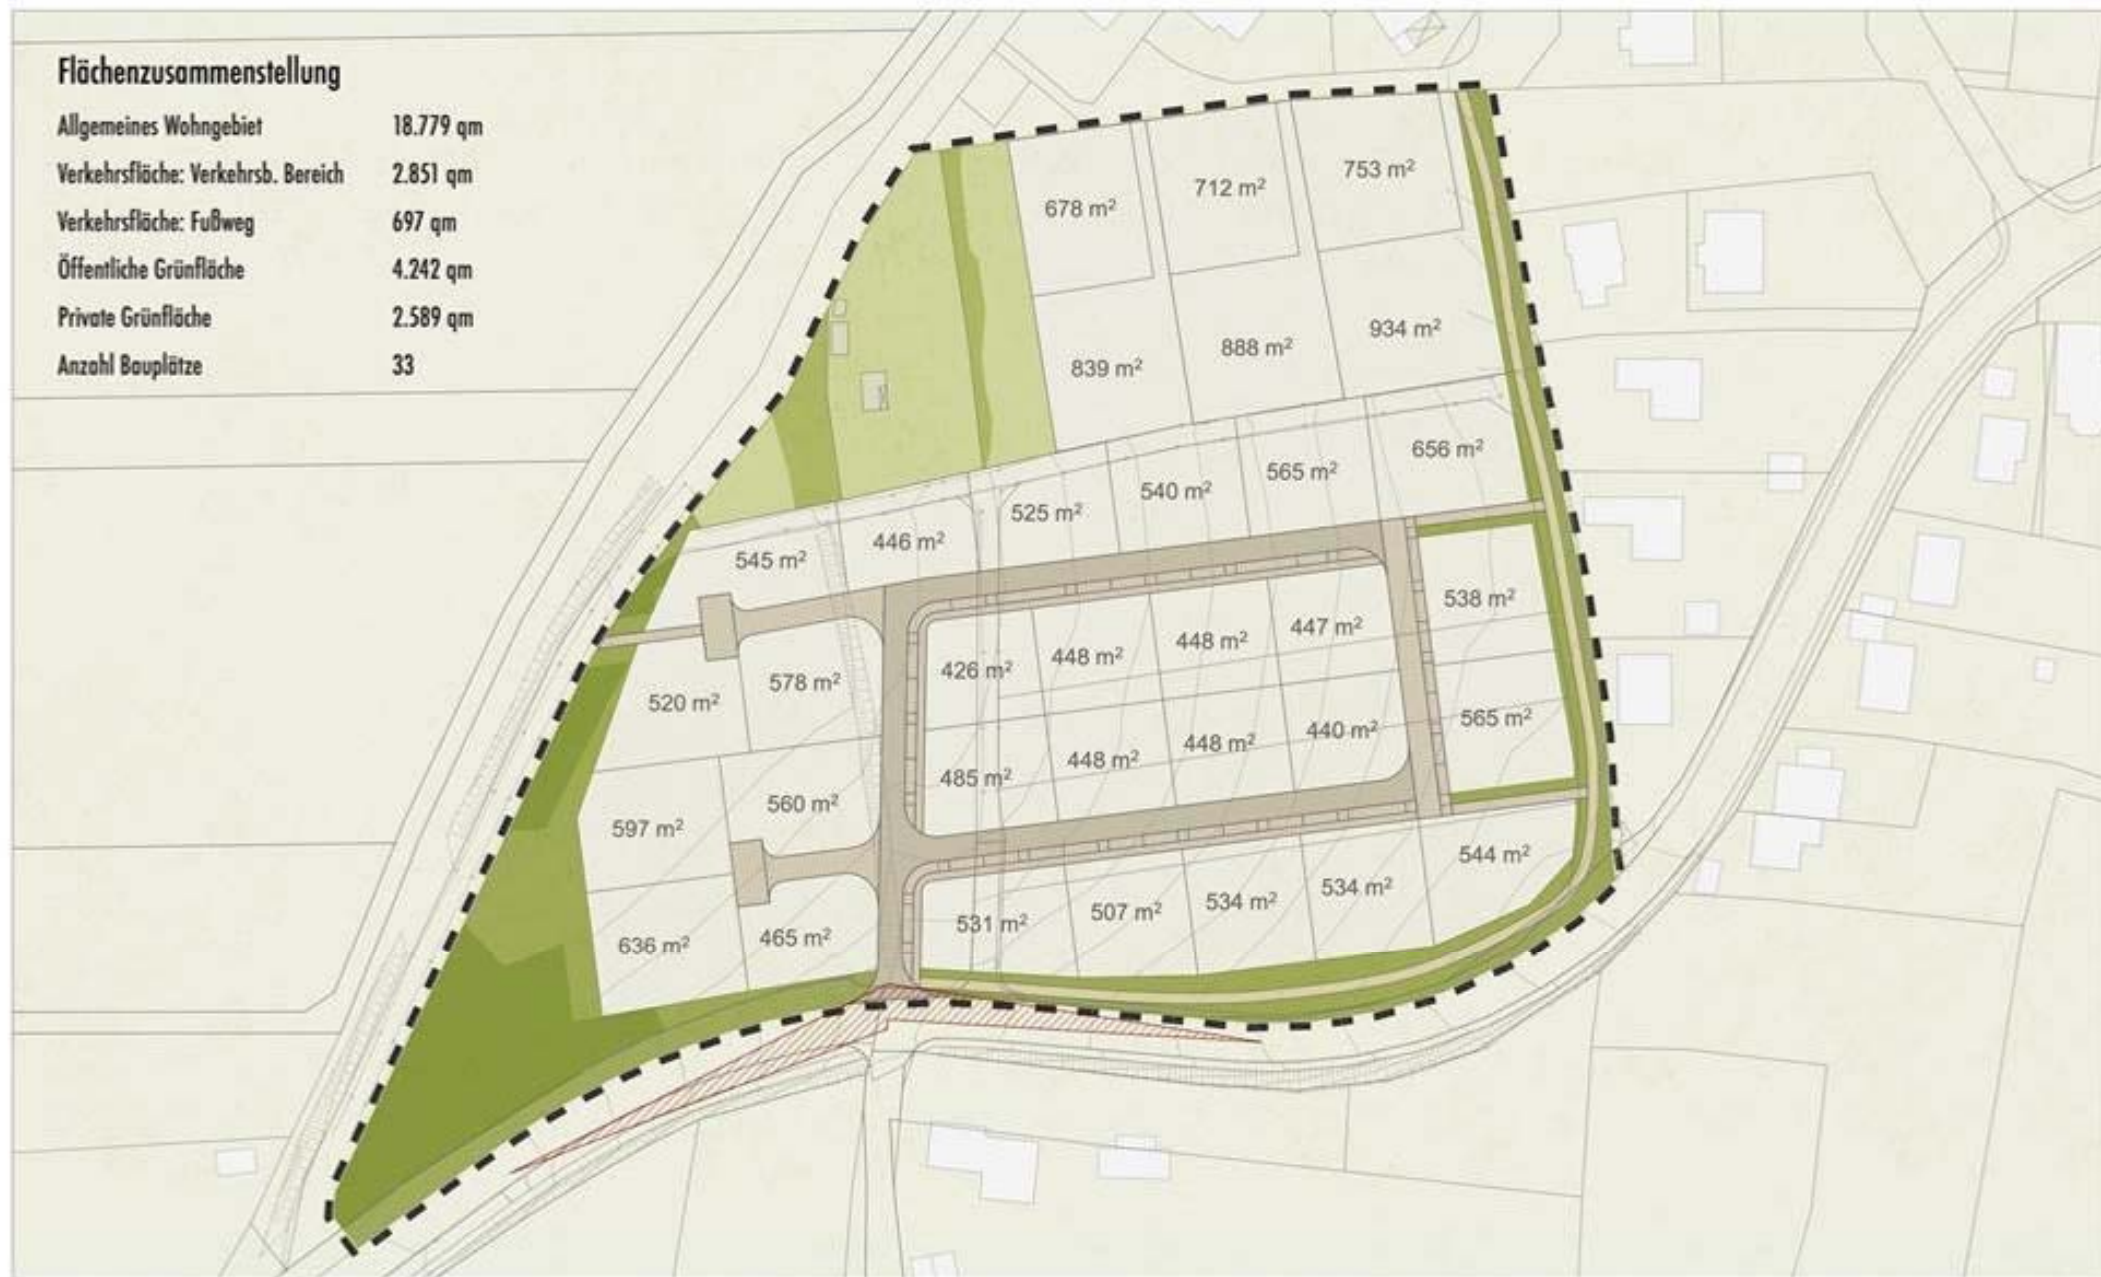 Flächenzusammenstellung
Allgemeines Wohngebiet 18.779 qm
Verkehrsfläche: Verkehrsb. Bereich 2.851 qm
Verkehrsfläche: Fußweg 697 qm
Öffentliche Grünfläche 4.242 qm
Private Grünfläche 2.589 qm
Anzahl Bauplätze 33
678 m²
712 m²
753 m²
839 m²
888 m²
934 m²
545 m²
446 m²
525 m²
540 m²
565 m²
656 m²
520 m²
578 m²
426 m²
448 m²
448 m²
447 m²
538 m²
597 m²
560 m²
485 m²
448 m²
448 m²
440 m²
565 m²
636 m²
465 m²
531 m²
507 m²
534 m²
534 m²
544 m²